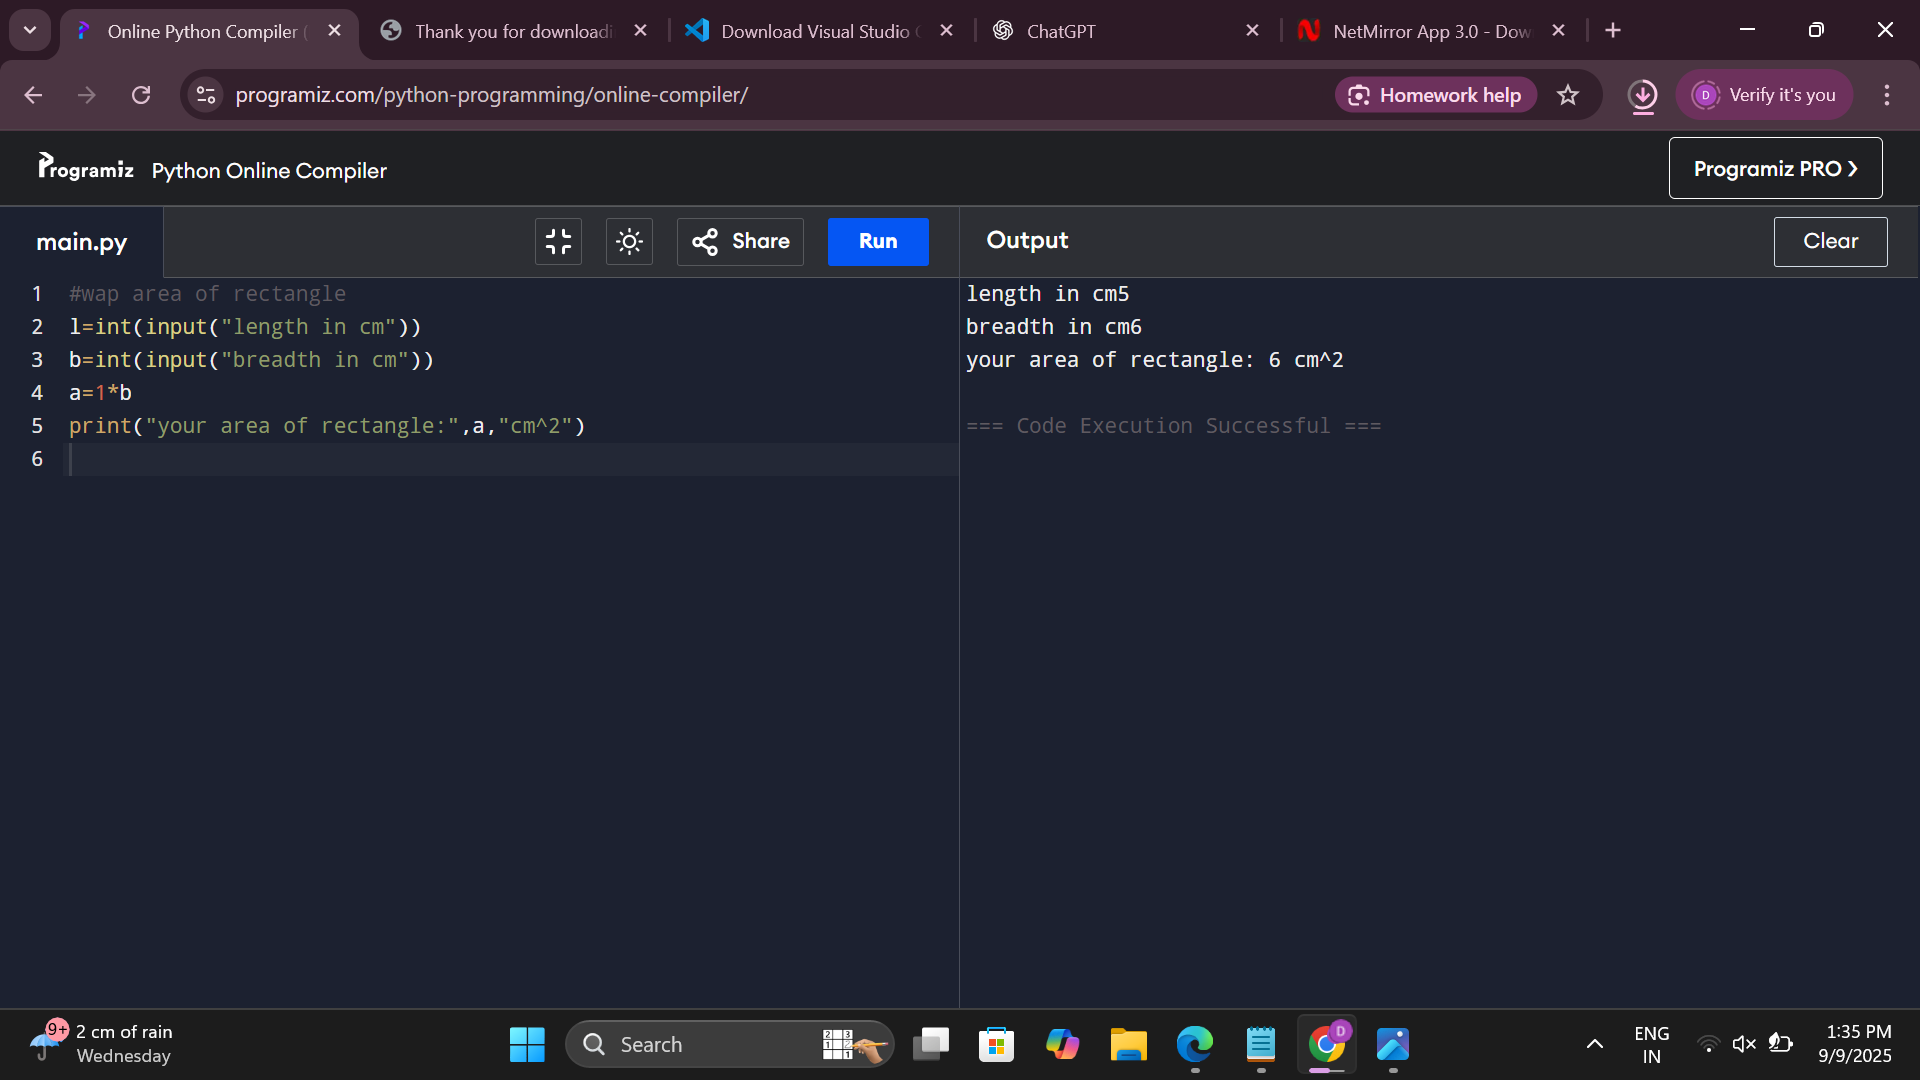 Online Python Compiler (
Thank you for downloadi
Download Visual Studio C
ChatGPT
NetMirror App 3.0 - Dow
programiz.com/python-programming/online-compiler/
Homework help
D
Verify it's you
Programiz
Python Online Compiler
Programiz PRO ❯
main.py
Share
Run
Output
Clear
1 #wap area of rectangle
2 l=int(input("length in cm"))
3 b=int(input("breadth in cm"))
4 a=1*b
5 print("your area of rectangle:",a,"cm^2")
6
length in cm5
breadth in cm6
your area of rectangle: 6 cm^2
=== Code Execution Successful ===
9+
2 cm of rain
Wednesday
Search
D
ENG
IN
1:35 PM
9/9/2025